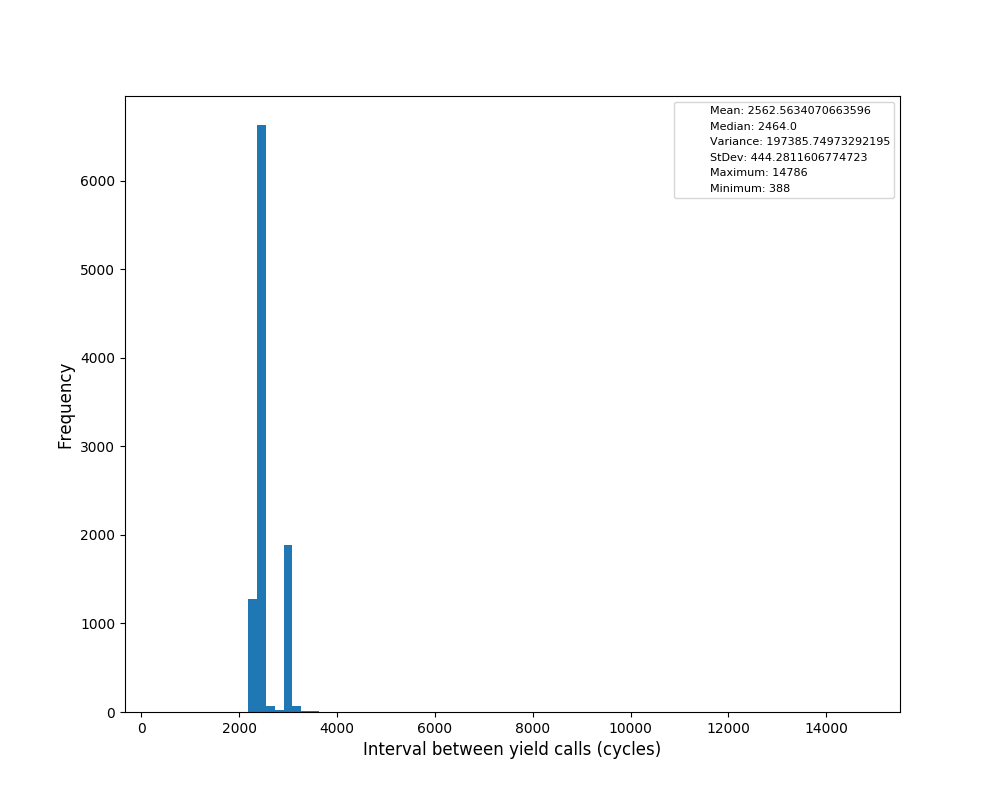 Mean: 2562.5634070663596
Median: 2464.0
Variance: 197385.74973292195
StDev: 444.2811606774723
Maximum: 14786
Minimum: 388
6000
5000
4000
3000
2000
1000
0
Frequency
0 2000 4000 6000 8000 10000 12000 14000
Interval between yield calls (cycles)